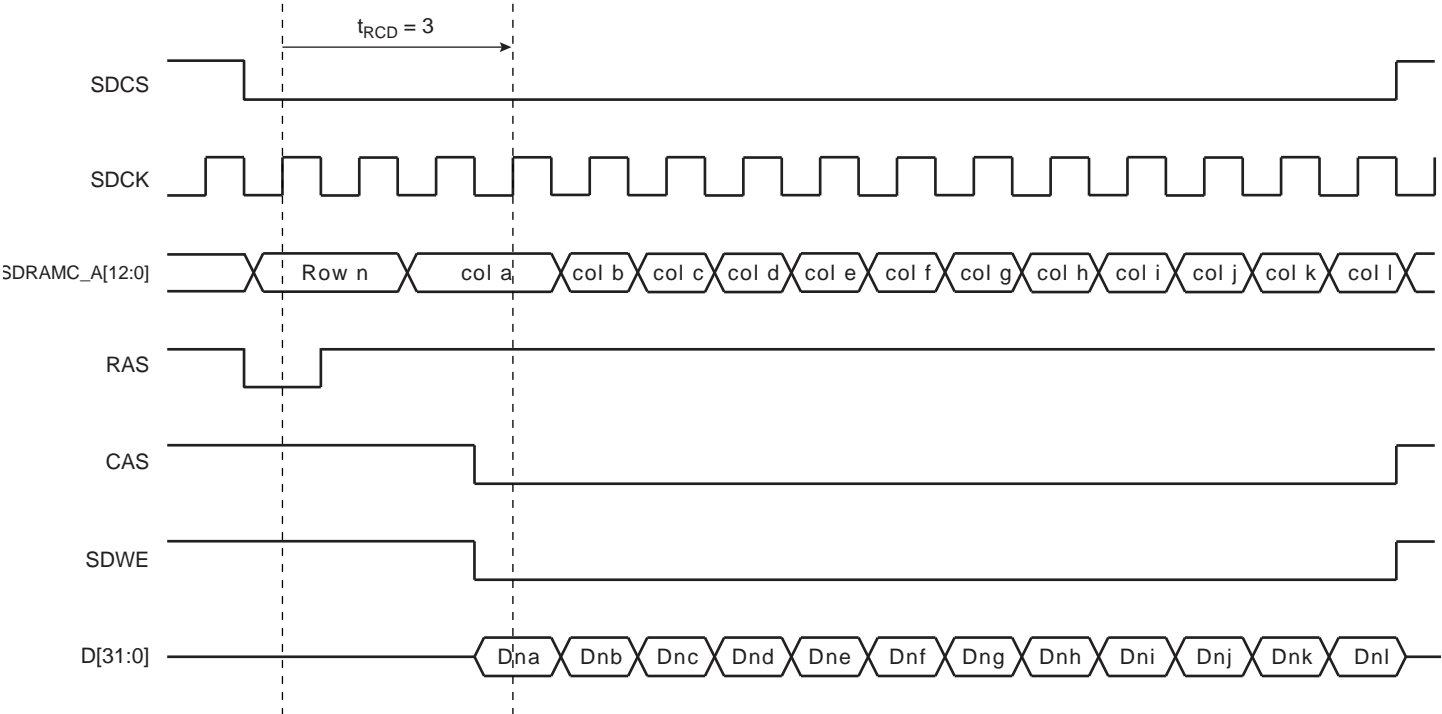 tRCD = 3
SDCS
SDCK
SDRAMC_A[12:0] Row n col a col b col c col d col e col f col g col h col i col j col k col l
RAS
CAS
SDWE
D[31:0] Dna Dnb Dnc Dnd Dne Dnf Dng Dnh Dni Dnj Dnk Dnl